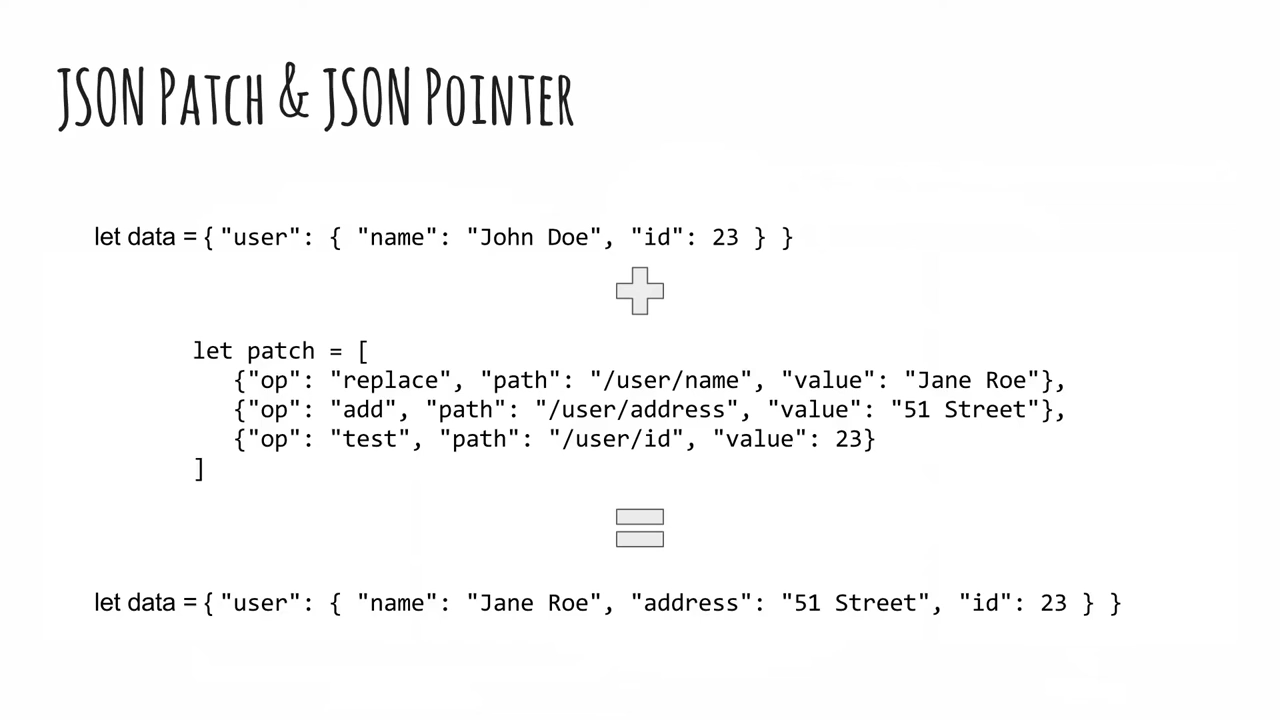 JSON Patch & JSON Pointer
let data = { "user": { "name": "John Doe", "id": 23 } }
let patch = [
{"op": "replace", "path": "/user/name", "value": "Jane Roe"},
{"op": "add", "path": "/user/address", "value": "51 Street"},
{"op": "test", "path": "/user/id", "value": 23}
]
let data = { "user": { "name": "Jane Roe", "address": "51 Street", "id": 23 } }